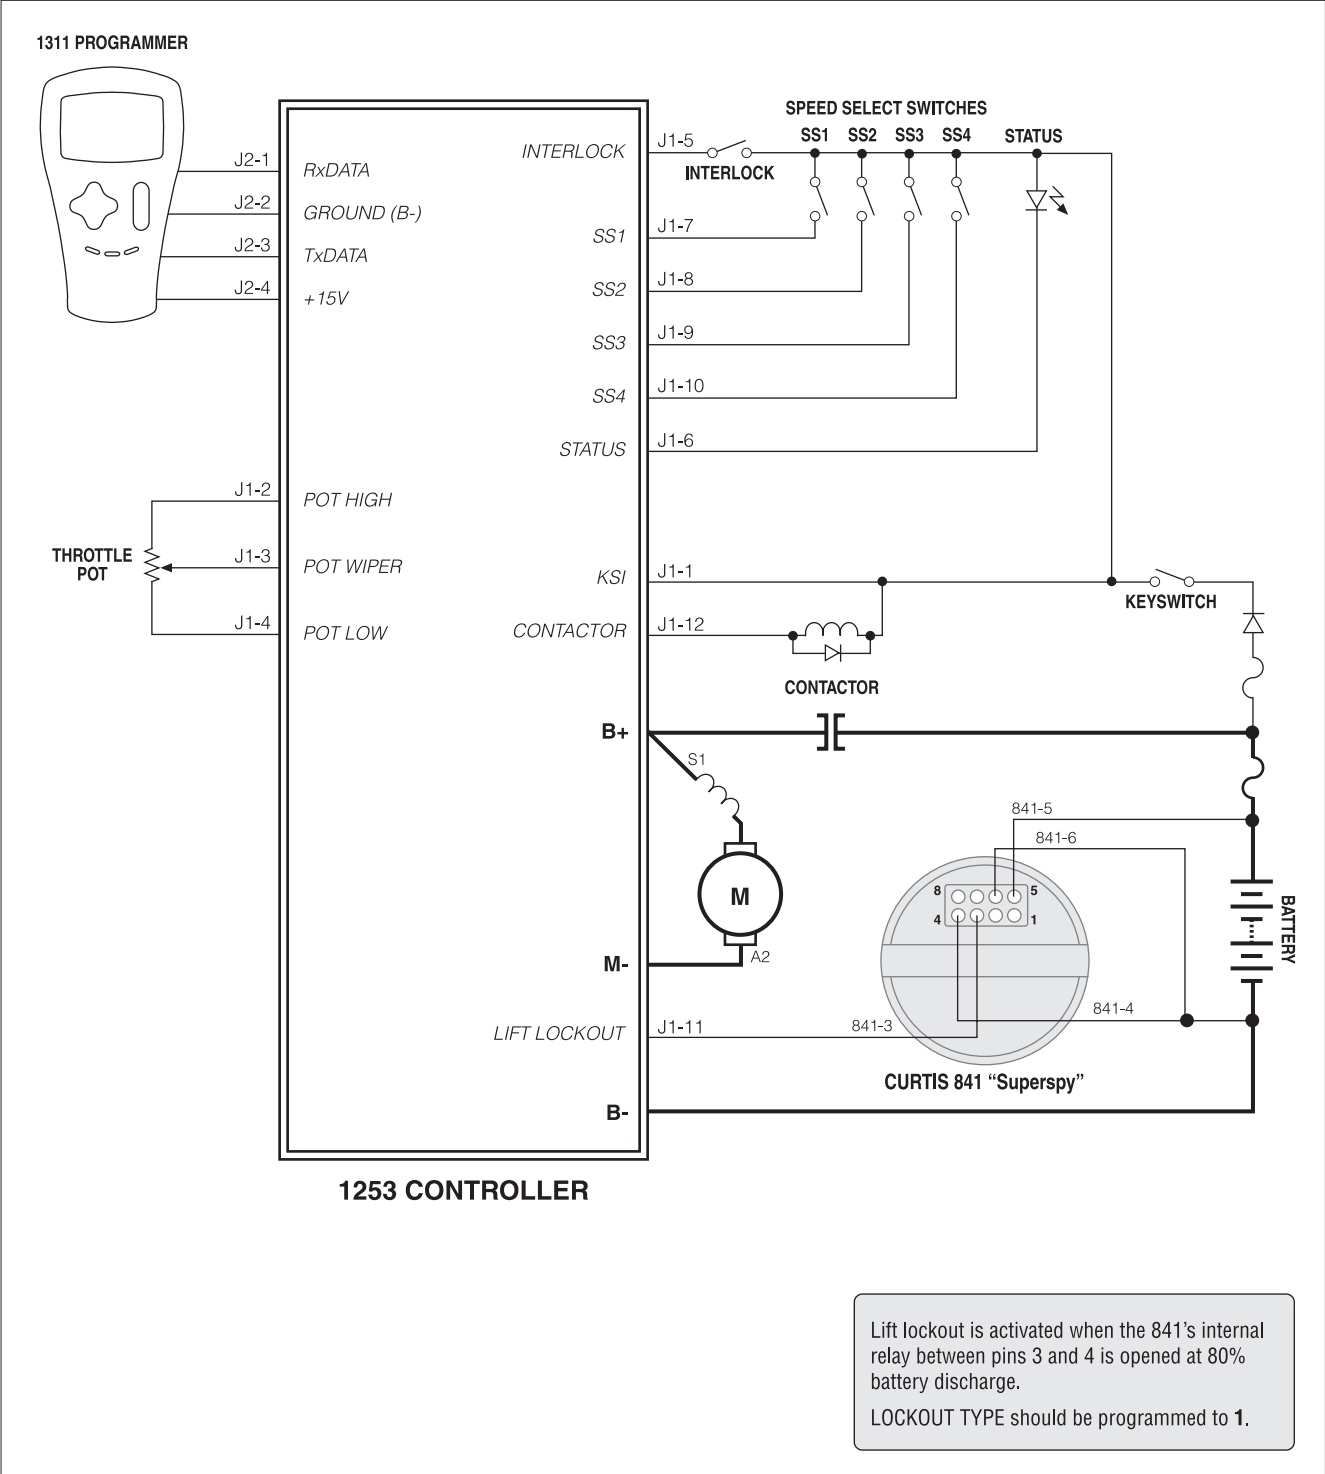 1311 PROGRAMMER
J2-1
J2-2
J2-3
J2-4
RxDATA
GROUND (B-)
TxDATA
+15V
THROTTLE
POT
J1-2
J1-3
J1-4
POT HIGH
POT WIPER
POT LOW
INTERLOCK
SS1
SS2
SS3
SS4
STATUS
KSI
CONTACTOR
B+
M-
LIFT LOCKOUT
B-
1253 CONTROLLER
J1-5
J1-7
J1-8
J1-9
J1-10
J1-6
J1-1
J1-12
J1-11
SPEED SELECT SWITCHES
SS1 SS2 SS3 SS4
STATUS
INTERLOCK
KEYSWITCH
CONTACTOR
S1
M
A2
841-5
841-6
8 5
4 1
841-4
841-3
BATTERY
CURTIS 841 “Superspy”
Lift lockout is activated when the 841’s internal
relay between pins 3 and 4 is opened at 80%
battery discharge.
LOCKOUT TYPE should be programmed to 1.